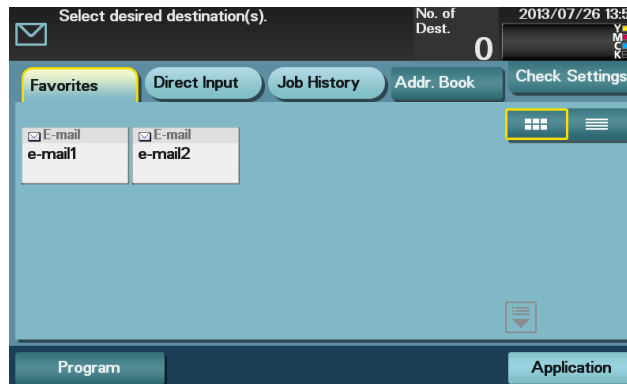 Select desired destination(s).
No. of
Dest.
0
2013/07/26 13:5
Y
M
C
K
Favorites
Direct Input
Job History
Addr. Book
Check Settings
E-mail
e-mail1
E-mail
e-mail2
Program
Application